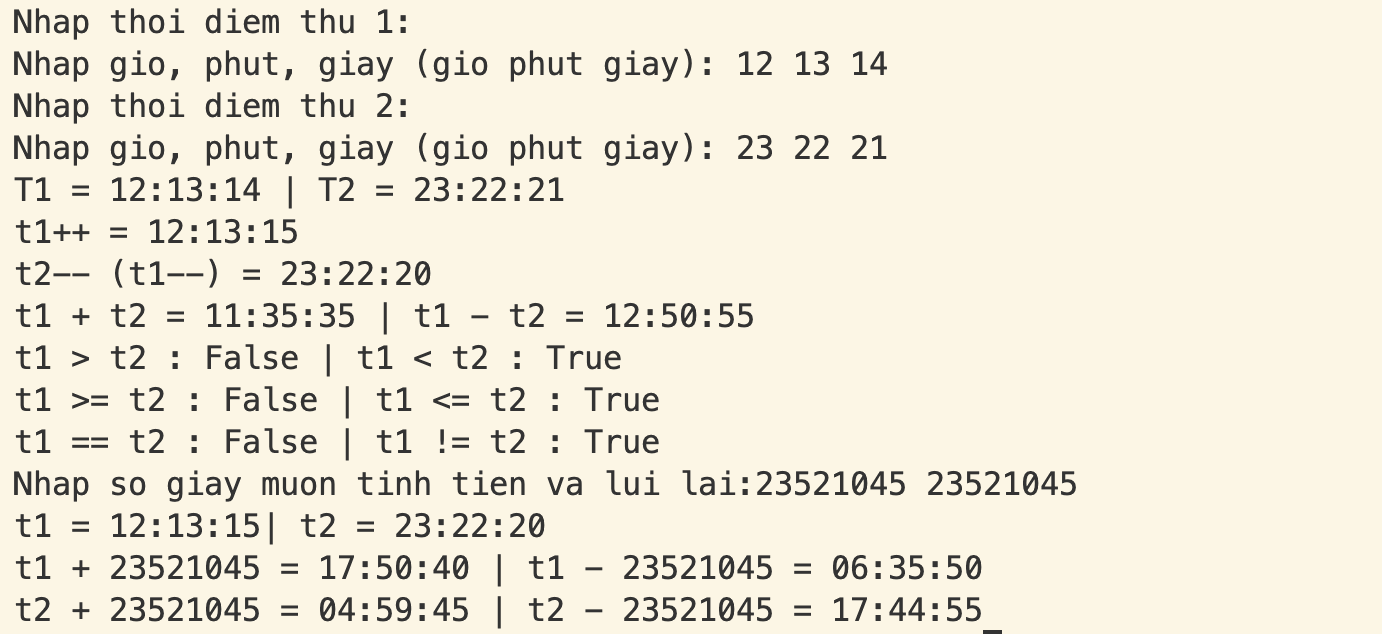 Nhap thoi diem thu 1:
Nhap gio, phut, giay (gio phut giay): 12 13 14
Nhap thoi diem thu 2:
Nhap gio, phut, giay (gio phut giay): 23 22 21
T1 = 12:13:14 | T2 = 23:22:21
t1++ = 12:13:15
t2-- (t1--) = 23:22:20
t1 + t2 = 11:35:35 | t1 - t2 = 12:50:55
t1 > t2 : False | t1 < t2 : True
t1 >= t2 : False | t1 <= t2 : True
t1 == t2 : False | t1 != t2 : True
Nhap so giay muon tinh tien va lui lai:23521045 23521045
t1 = 12:13:15| t2 = 23:22:20
t1 + 23521045 = 17:50:40 | t1 - 23521045 = 06:35:50
t2 + 23521045 = 04:59:45 | t2 - 23521045 = 17:44:55